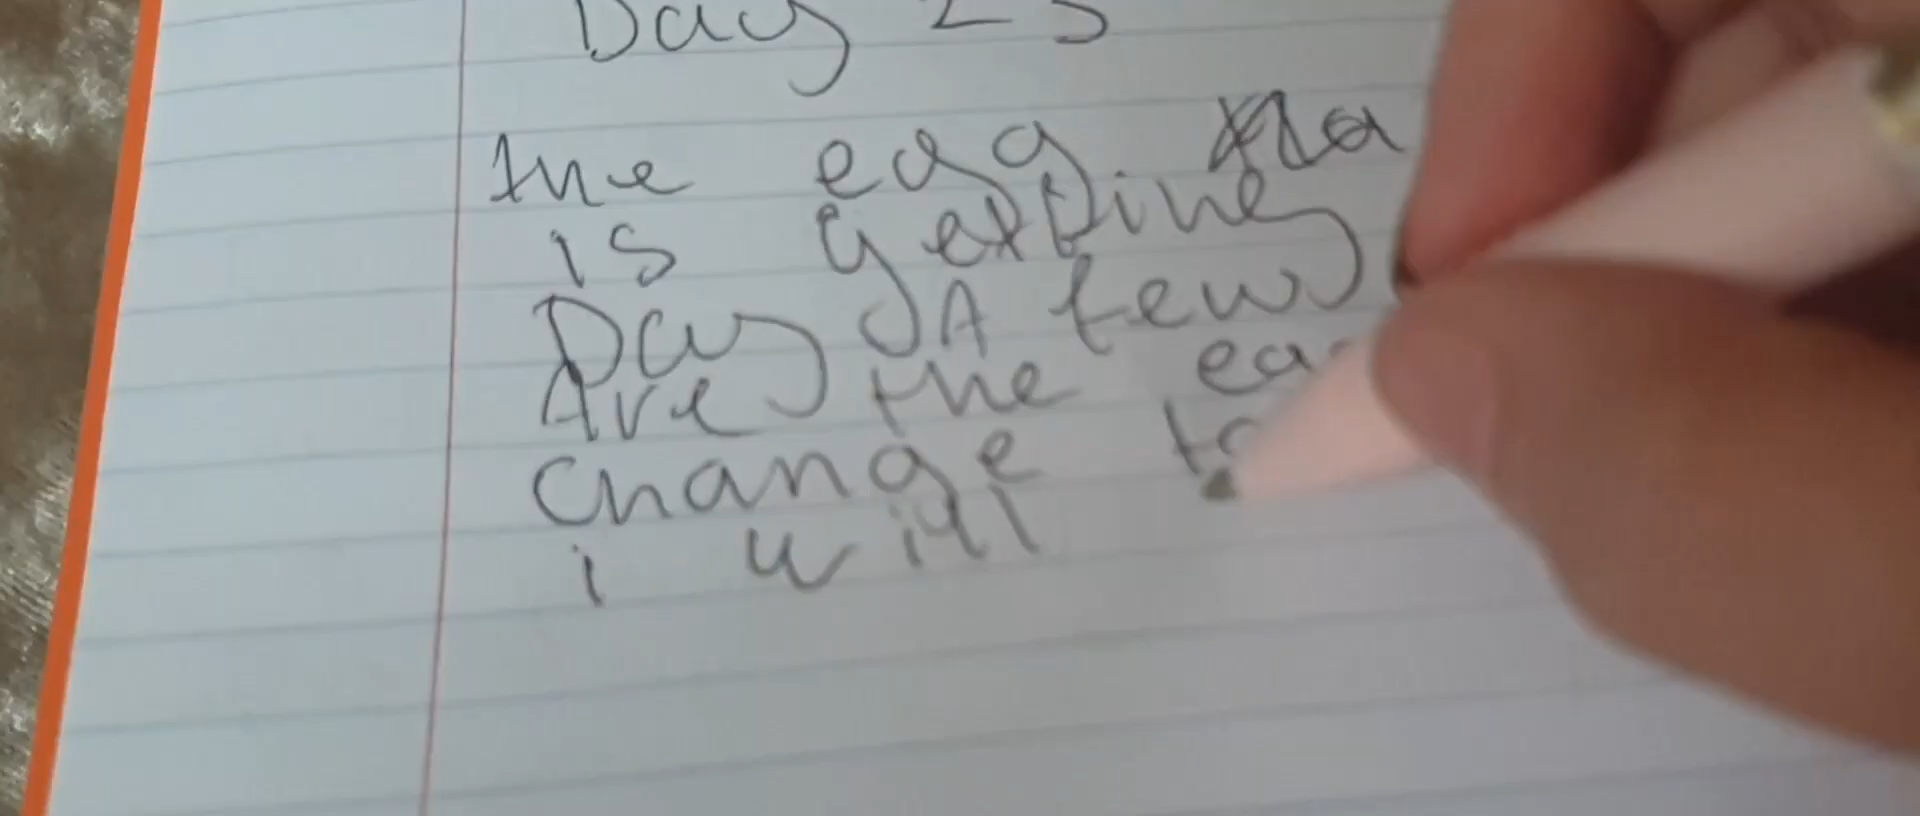 Day 23
the egg
is getting
Day A few
Are the
change
i will